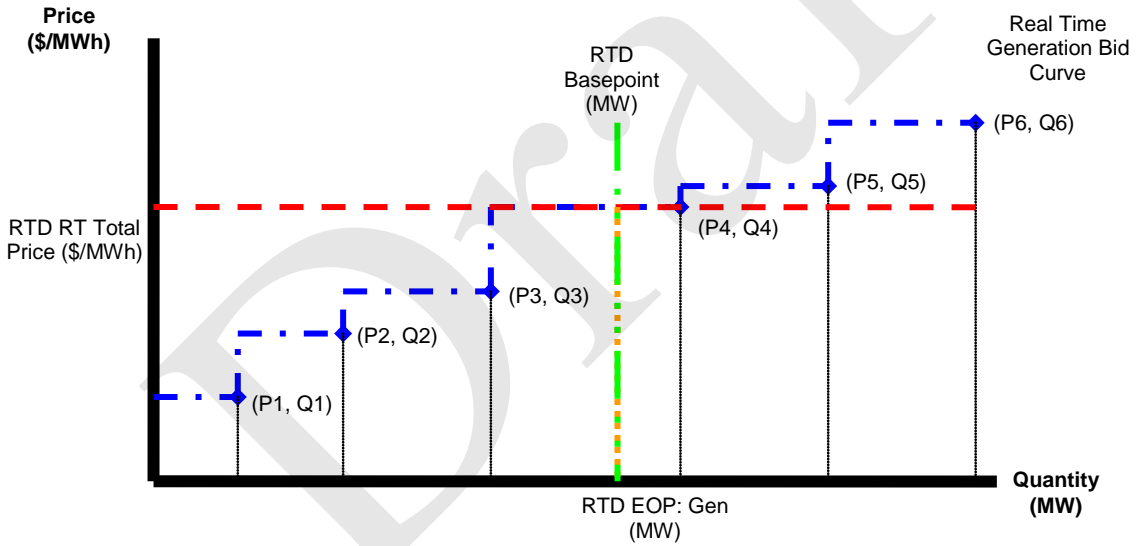 Price
($/MWh)
Real Time
Generation Bid
Curve
RTD
Basepoint
(MW)
(P6, Q6)
(P5, Q5)
RTD RT Total
Price ($/MWh)
(P4, Q4)
(P3, Q3)
(P2, Q2)
(P1, Q1)
Quantity
(MW)
RTD EOP: Gen
(MW)